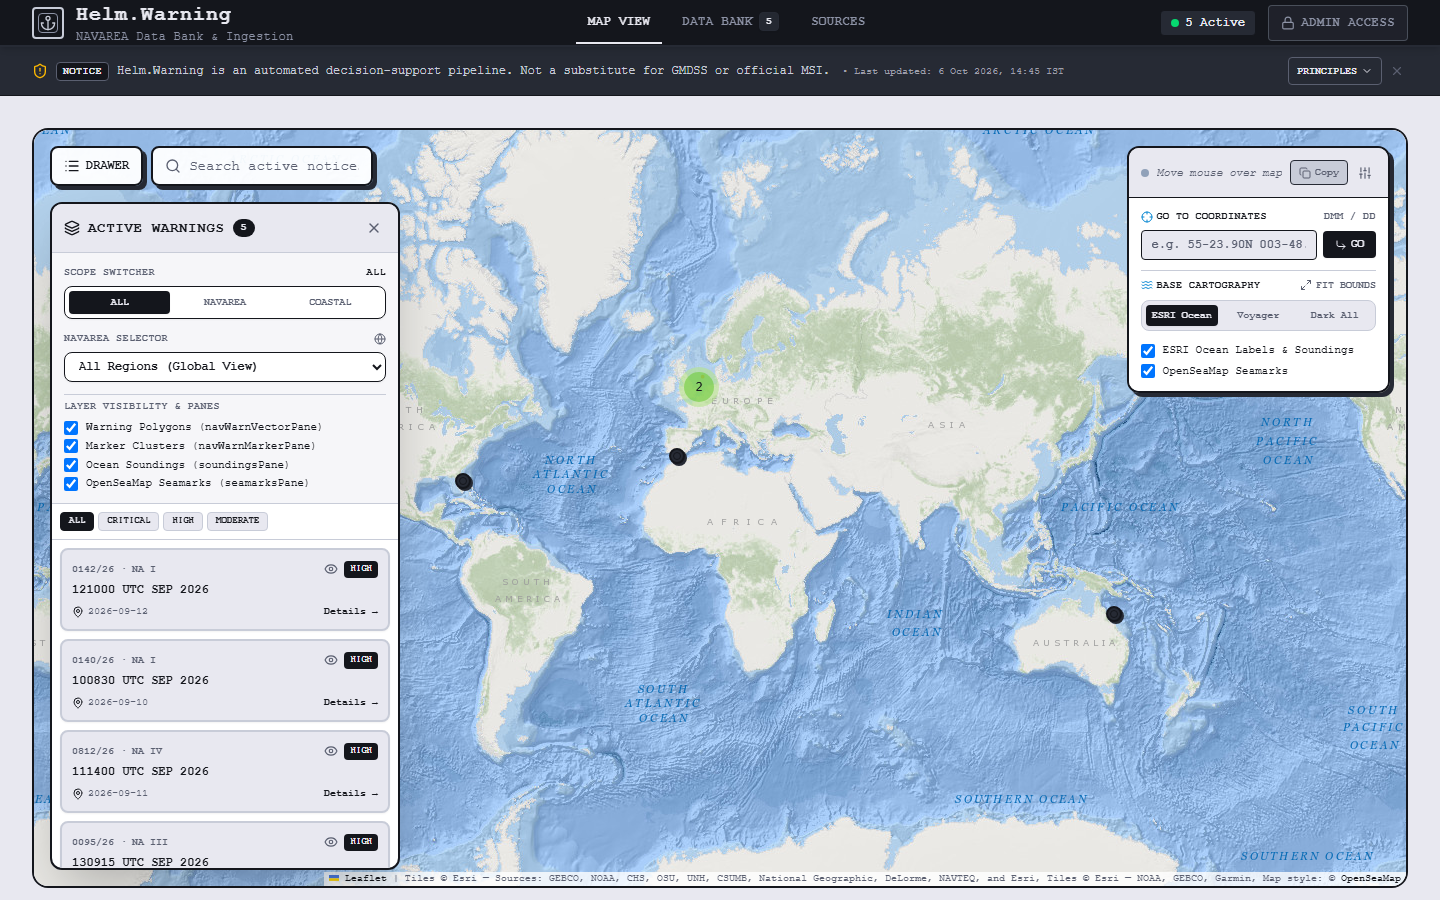 Helm.Warning
NAVAREA Data Bank & Ingestion
MAP VIEW
DATA BANK 5
SOURCES
5 Active
ADMIN ACCESS
NOTICE
Helm.Warning is an automated decision-support pipeline. Not a substitute for GMDSS or official MSI.
• Last updated: 6 Oct 2026, 14:45 IST
PRINCIPLES
DRAWER
Search active notice
ACTIVE WARNINGS 5
SCOPE SWITCHER ALL
ALL NAVAREA COASTAL
NAVAREA SELECTOR
All Regions (Global View)
LAYER VISIBILITY & PANES
Warning Polygons (navWarnVectorPane)
Marker Clusters (navWarnMarkerPane)
Ocean Soundings (soundingsPane)
OpenSeaMap Seamarks (seamarksPane)
ALL CRITICAL HIGH MODERATE
0142/26 · NA I HIGH
121000 UTC SEP 2026
2026-09-12 Details →
0140/26 · NA I HIGH
100830 UTC SEP 2026
2026-09-10 Details →
0812/26 · NA IV HIGH
111400 UTC SEP 2026
2026-09-11 Details →
0095/26 · NA III HIGH
130915 UTC SEP 2026
Move mouse over map
Copy
GO TO COORDINATES DMM / DD
e.g. 55-23.90N 003-48.
GO
BASE CARTOGRAPHY FIT BOUNDS
ESRI Ocean Voyager Dark All
ESRI Ocean Labels & Soundings
OpenSeaMap Seamarks
ARCTIC OCEAN
2
EUROPE
ASIA
NORTH
ATLANTIC
OCEAN
AFRICA
SOUTH
AMERICA
SOUTH
ATLANTIC
OCEAN
INDIAN
OCEAN
AUSTRALIA
PACIFIC OCEAN
NORTH
PACIFIC
OCEAN
SOUTH
PACIFIC
OCEAN
SOUTHERN OCEAN
SOUTHERN OCEAN
Leaflet | Tiles © Esri — Sources: GEBCO, NOAA, CHS, OSU, UNH, CSUMB, National Geographic, DeLorme, NAVTEQ, and Esri, Tiles © Esri — NOAA, GEBCO, Garmin, Map style: © OpenSeaMap